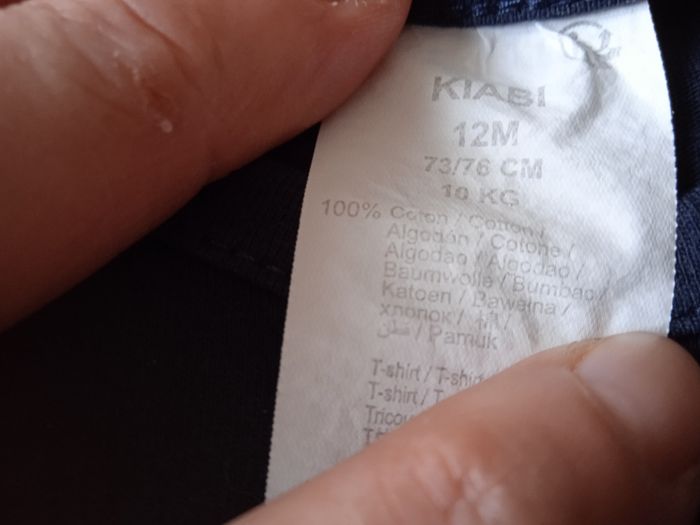 KIABI
12M
73/76 CM
10 KG
100% Coton / Cotton /
Algodón / Cotone /
Algodao / Algodão /
Baumwolle / Bumbac /
Katoen / Bawełna /
хлопок / /
قطن / Pamuk
T-shirt / T-shi
T-shirt / T-
Tricou